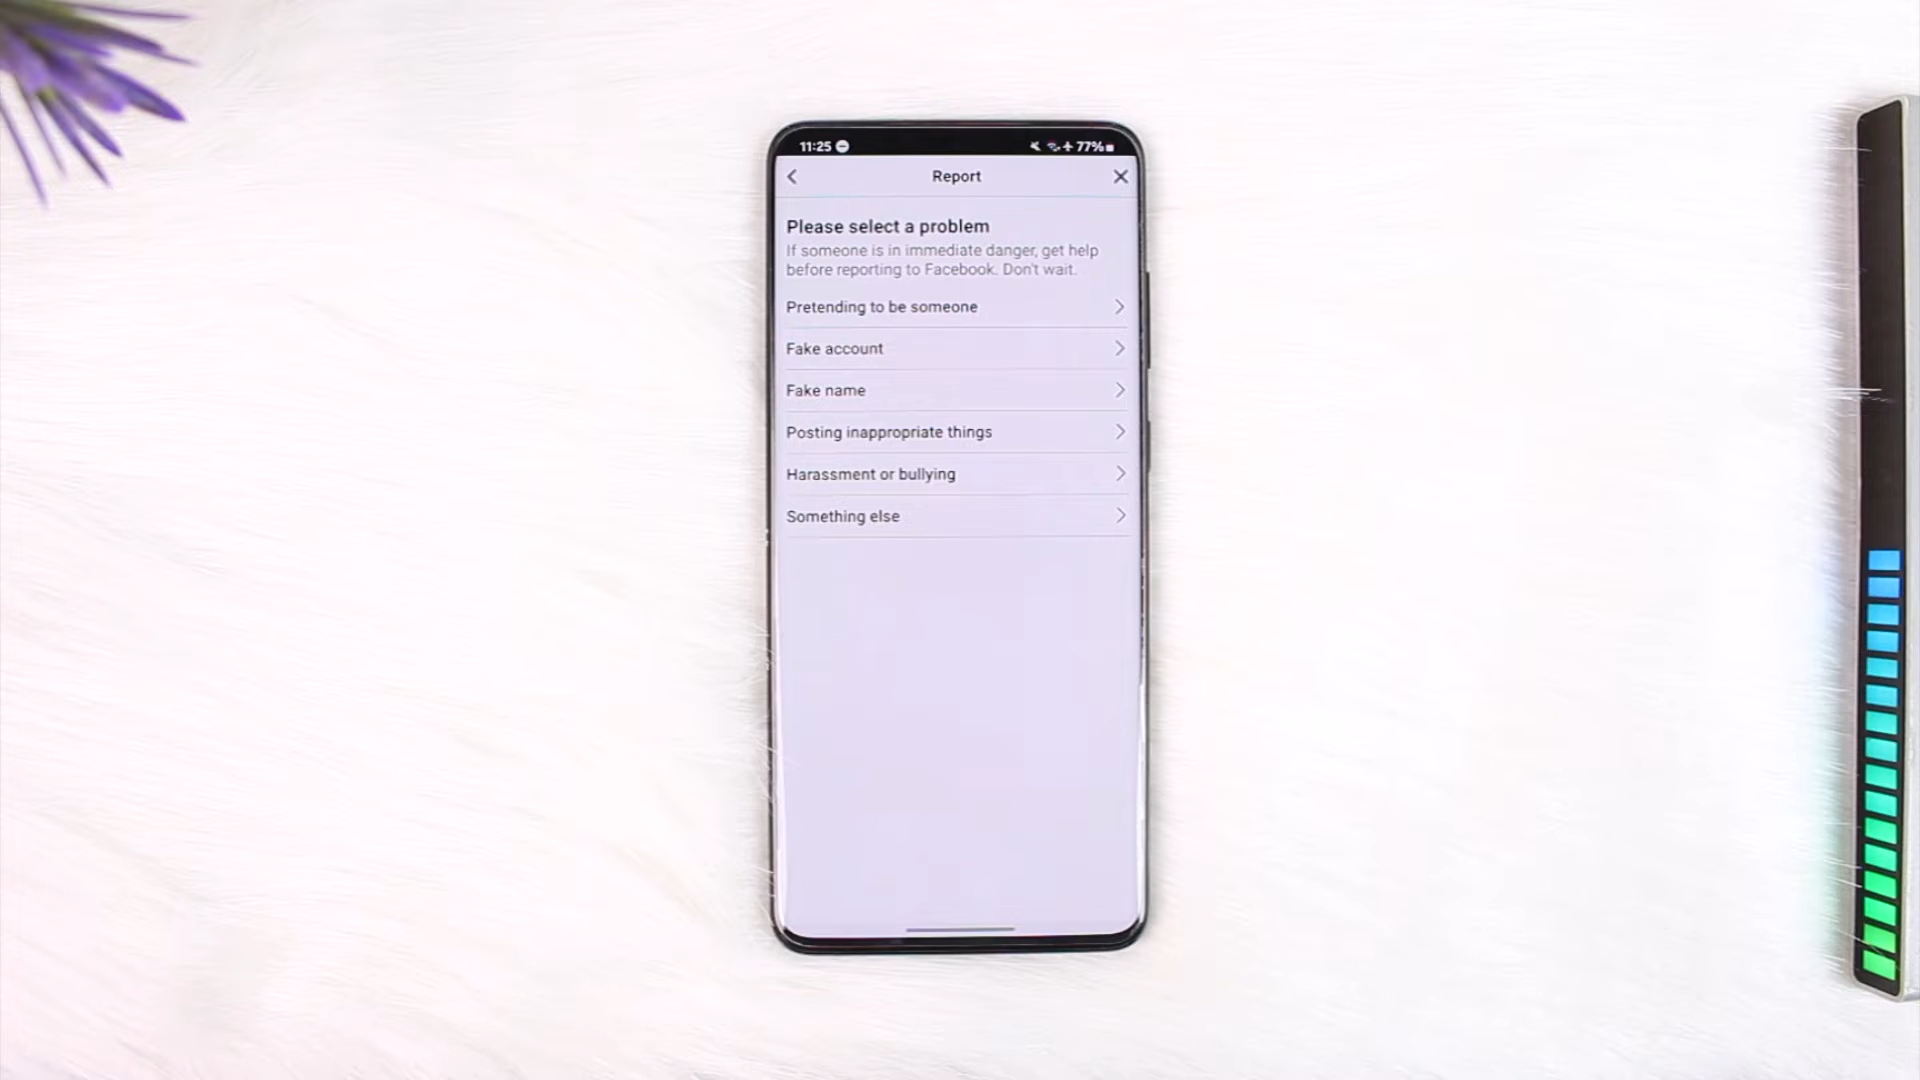 11:25 77%
Report
Please select a problem
If someone is in immediate danger, get help
before reporting to Facebook. Don't wait.
Pretending to be someone
Fake account
Fake name
Posting inappropriate things
Harassment or bullying
Something else